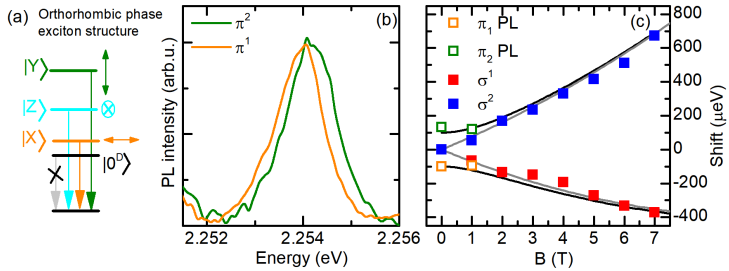 (a)
Orthorhombic phase
exciton structure
|Y⟩
|Z⟩
|X⟩
|0ᴰ⟩
(b)
π²
π¹
PL intensity (arb.u.)
2.252 2.254 2.256
Energy (eV)
(c)
π₁ PL
π₂ PL
σ¹
σ²
800
600
400
200
0
-200
-400
Shift (μeV)
0 1 2 3 4 5 6 7
B (T)